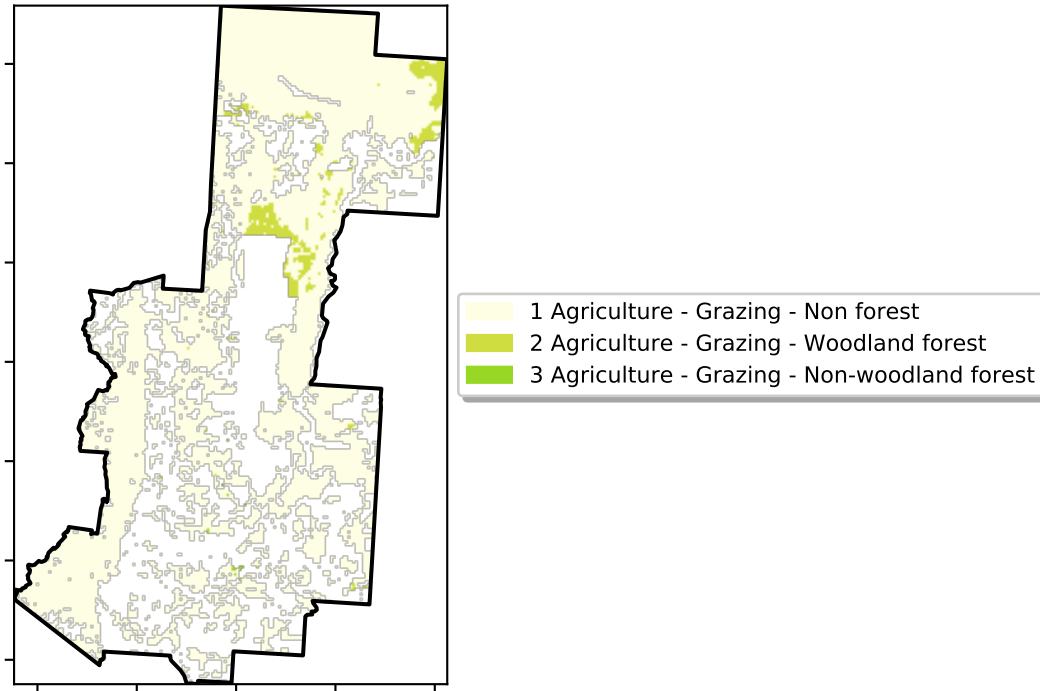 1 Agriculture - Grazing - Non forest
2 Agriculture - Grazing - Woodland forest
3 Agriculture - Grazing - Non-woodland forest